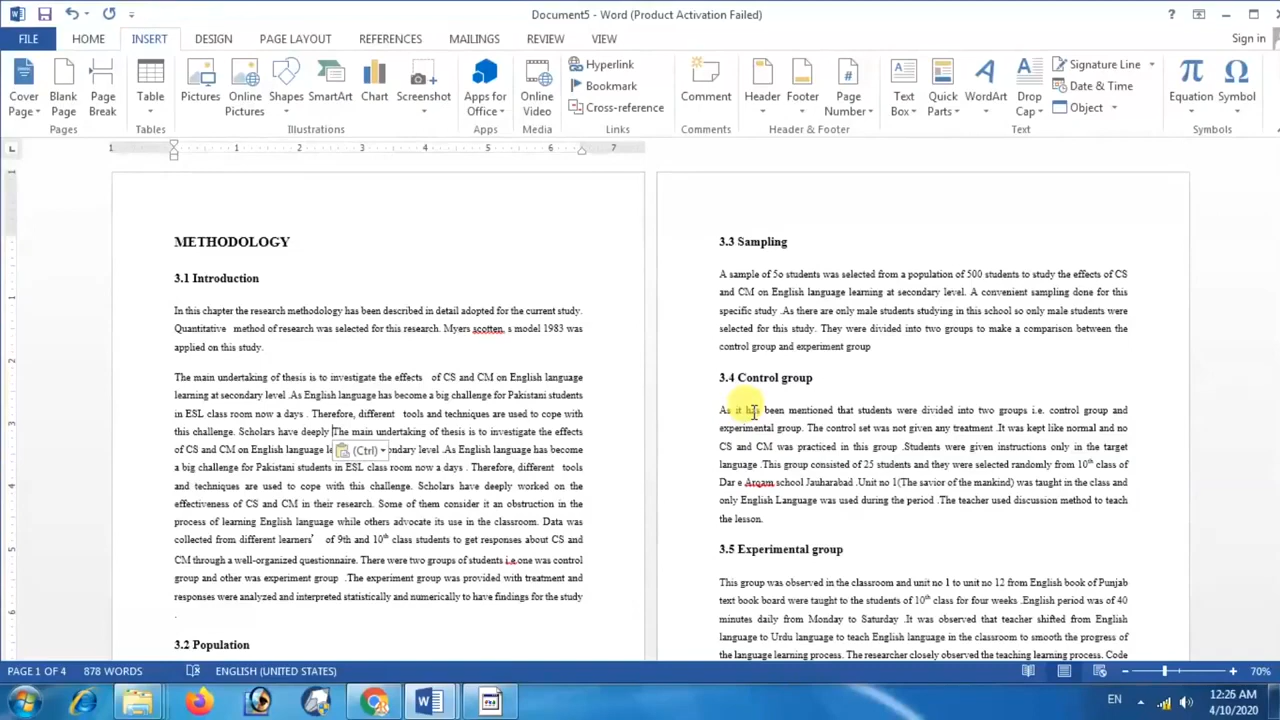 Document5 - Word (Product Activation Failed)
FILE HOME INSERT DESIGN PAGE LAYOUT REFERENCES MAILINGS REVIEW VIEW Sign in
Cover Page Blank Page Page Break
Table
Pictures Online Pictures Shapes SmartArt Chart Screenshot
Apps for Office
Online Video
Hyperlink
Bookmark
Cross-reference
Comment
Header Footer Page Number
Text Box Quick Parts WordArt Drop Cap
Signature Line
Date & Time
Object
Equation Symbol
Pages Tables Illustrations Apps Media Links Comments Header & Footer Text Symbols
1 1 2 3 4 5 6 7
METHODOLOGY
3.1 Introduction
In this chapter the research methodology has been described in detail adopted for the current study.
Quantitative method of research was selected for this research. Myers scotten, s model 1983 was
applied on this study.
The main undertaking of thesis is to investigate the effects of CS and CM on English language
learning at secondary level .As English language has become a big challenge for Pakistani students
in ESL class room now a days . Therefore, different tools and techniques are used to cope with
this challenge. Scholars have deeply The main undertaking of thesis is to investigate the effects
of CS and CM on English language le (Ctrl) ndary level .As English language has become
a big challenge for Pakistani students in ESL class room now a days . Therefore, different tools
and techniques are used to cope with this challenge. Scholars have deeply worked on the
effectiveness of CS and CM in their research. Some of them consider it an obstruction in the
process of learning English language while others advocate its use in the classroom. Data was
collected from different learners’ of 9th and 10th class students to get responses about CS and
CM through a well-organized questionnaire. There were two groups of students i.e one was control
group and other was experiment group .The experiment group was provided with treatment and
responses were analyzed and interpreted statistically and numerically to have findings for the study
.
3.2 Population
3.3 Sampling
A sample of 5o students was selected from a population of 500 students to study the effects of CS
and CM on English language learning at secondary level. A convenient sampling done for this
specific study .As there are only male students studying in this school so only male students were
selected for this study. They were divided into two groups to make a comparison between the
control group and experiment group
3.4 Control group
As it has been mentioned that students were divided into two groups i.e. control group and
experimental group. The control set was not given any treatment .It was kept like normal and no
CS and CM was practiced in this group .Students were given instructions only in the target
language .This group consisted of 25 students and they were selected randomly from 10th class of
Dar e Arqam school Jauharabad .Unit no 1(The savior of the mankind) was taught in the class and
only English Language was used during the period .The teacher used discussion method to teach
the lesson.
3.5 Experimental group
This group was observed in the classroom and unit no 1 to unit no 12 from English book of Punjab
text book board were taught to the students of 10th class for four weeks .English period was of 40
minutes daily from Monday to Saturday .It was observed that teacher shifted from English
language to Urdu language to teach English language in the classroom to smooth the progress of
the language learning process. The researcher closely observed the teaching learning process. Code
PAGE 1 OF 4 878 WORDS ENGLISH (UNITED STATES) 70%
EN 12:26 AM
4/10/2020